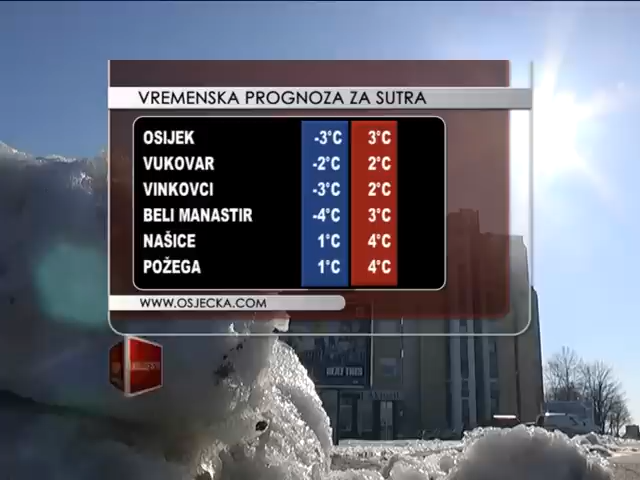 VREMENSKA PROGNOZA ZA SUTRA
OSIJEK -3°C 3°C
VUKOVAR -2°C 2°C
VINKOVCI -3°C 2°C
BELI MANASTIR -4°C 3°C
NAŠICE 1°C 4°C
POŽEGA 1°C 4°C
WWW.OSJECKA.COM